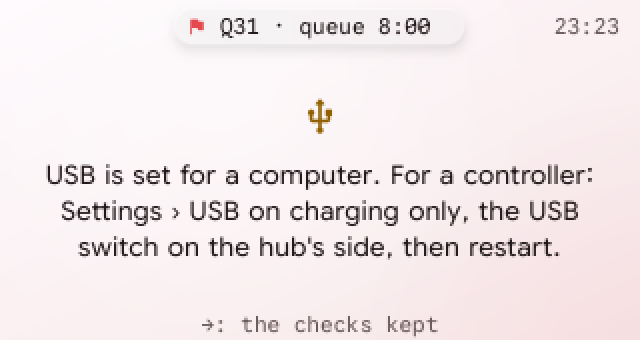 Q31 · queue 8:00
23:23
USB is set for a computer. For a controller:
Settings › USB on charging only, the USB
switch on the hub's side, then restart.
→: the checks kept